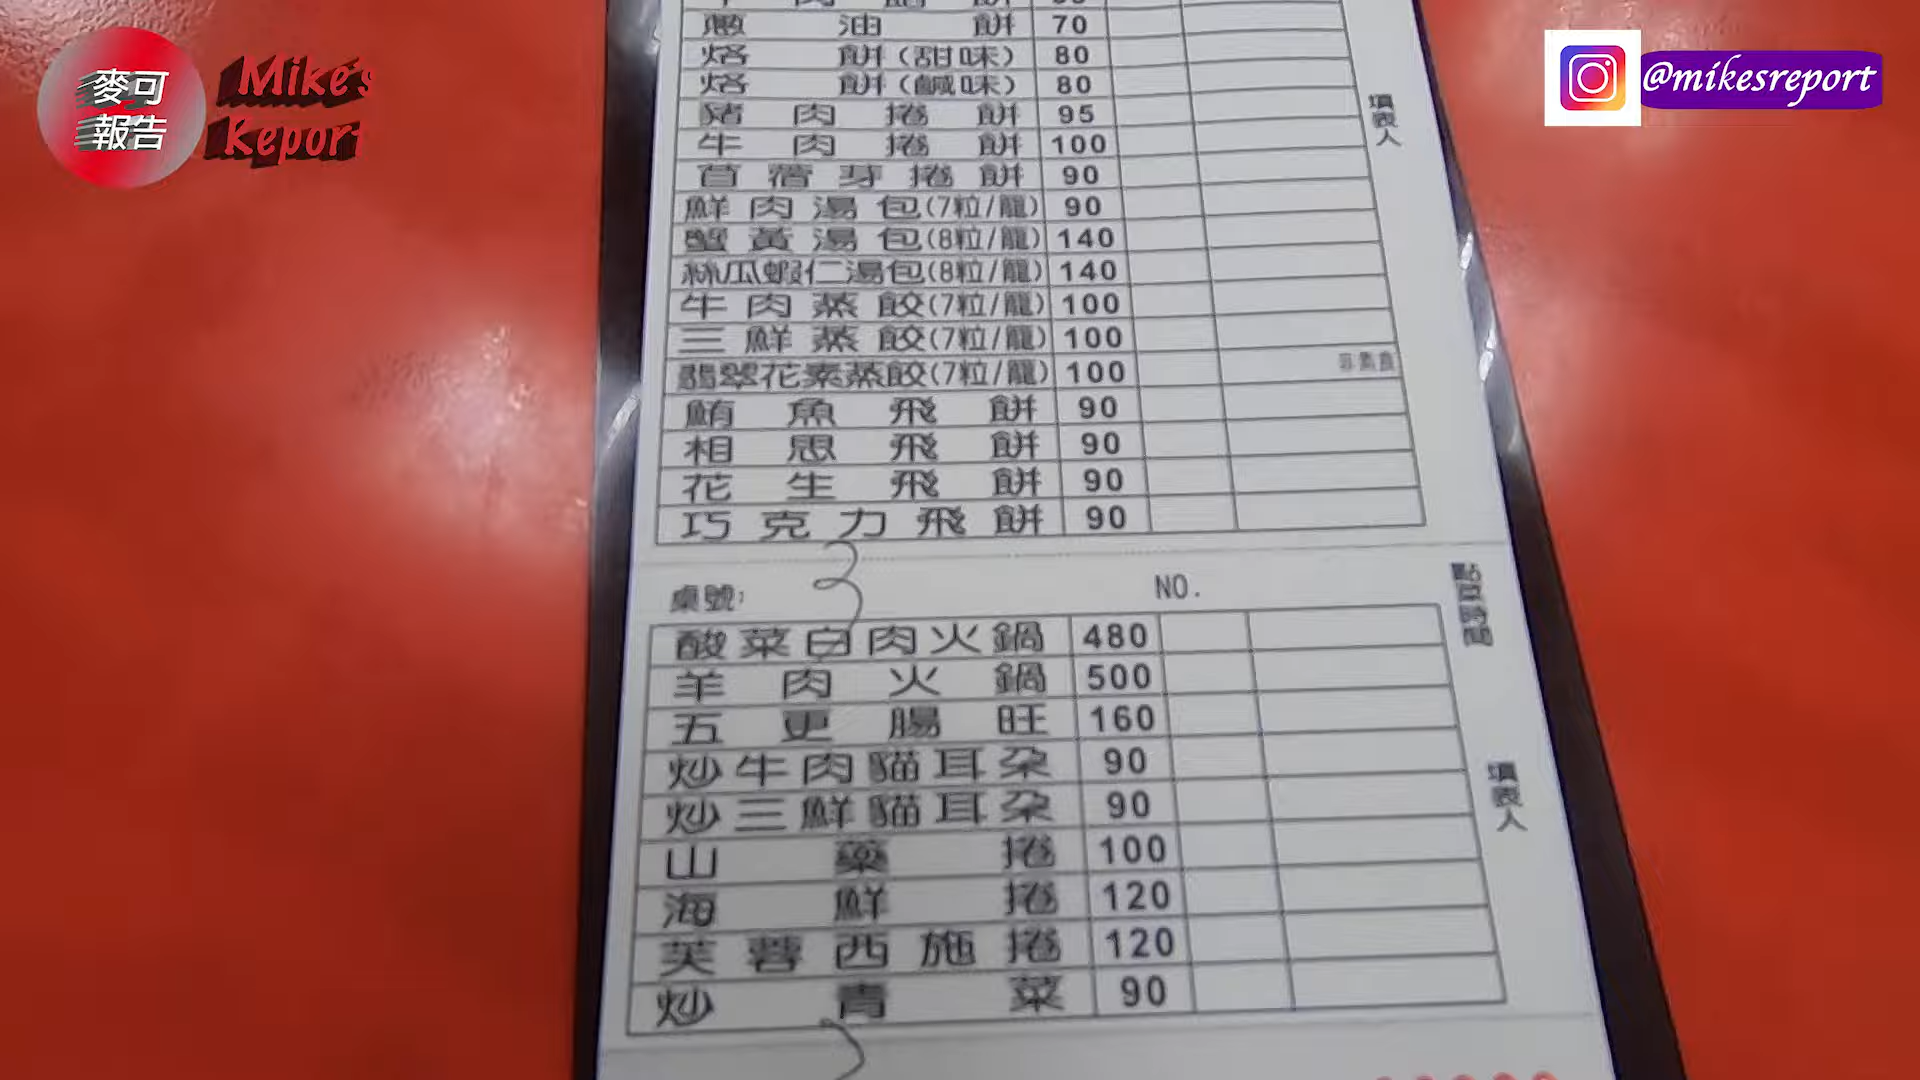 麥可
報告
Mike's
Report
@mikesreport
蔥油餅 70
烙餅(甜味) 80
烙餅(鹹味) 80
豬肉捲餅 95
牛肉捲餅 100
苜蓿芽捲餅 90
鮮肉湯包(7粒/籠) 90
蟹黃湯包(8粒/籠) 140
絲瓜蝦仁湯包(8粒/籠) 140
牛肉蒸餃(7粒/籠) 100
三鮮蒸餃(7粒/籠) 100
翡翠花素蒸餃(7粒/籠) 100 非素食
鮪魚飛餅 90
相思飛餅 90
花生飛餅 90
巧克力飛餅 90
填表人
桌號: 3 NO.
點單時間
酸菜白肉火鍋 480
羊肉火鍋 500
五更腸旺 160
炒牛肉貓耳朶 90
炒三鮮貓耳朶 90
山藥捲 100
海鮮捲 120
芙蓉西施捲 120
炒青菜 90
填表人